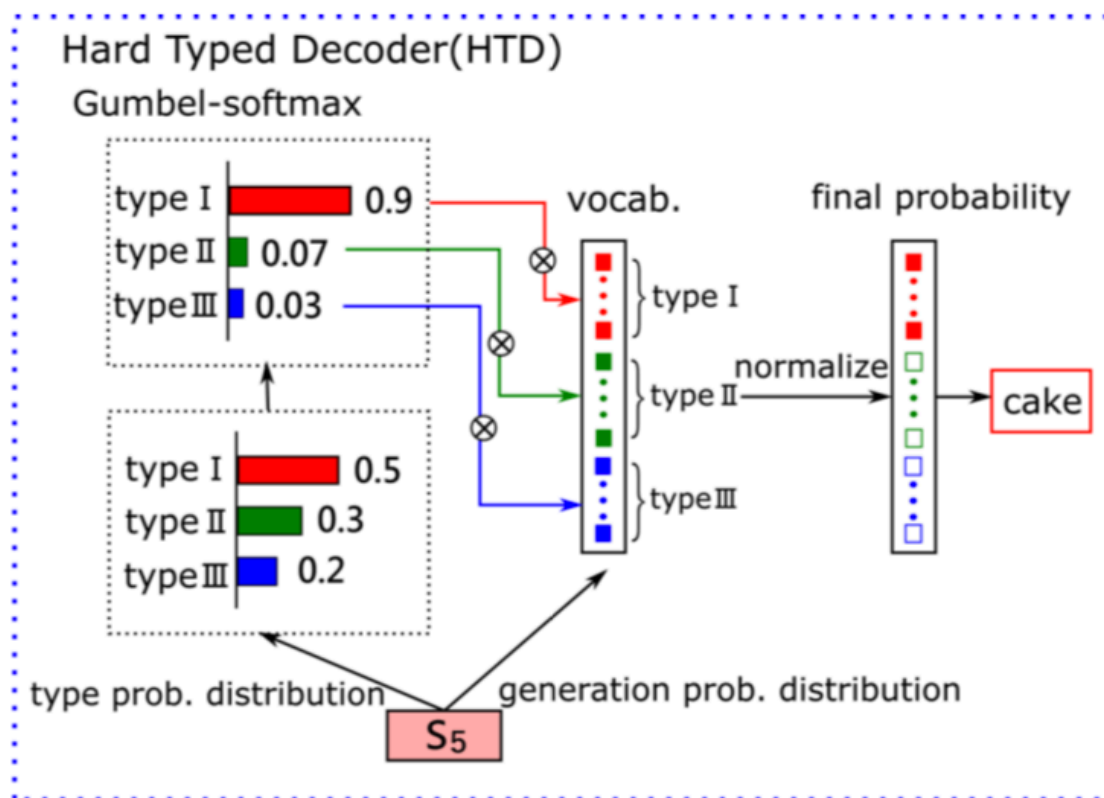 Hard Typed Decoder(HTD)
Gumbel-softmax
type Ⅰ 0.9
type Ⅱ 0.07
type Ⅲ 0.03
type Ⅰ 0.5
type Ⅱ 0.3
type Ⅲ 0.2
type prob. distribution
S₅
generation prob. distribution
vocab.
type Ⅰ
type Ⅱ
type Ⅲ
normalize
final probability
cake